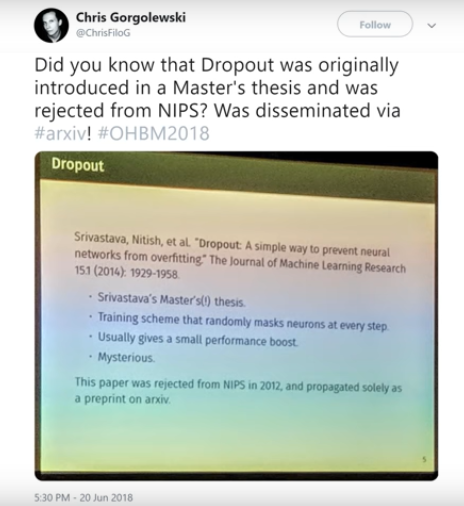 Chris Gorgolewski
@ChrisFiloG
Follow
Did you know that Dropout was originally
introduced in a Master's thesis and was
rejected from NIPS? Was disseminated via
#arxiv! #OHBM2018
Dropout
Srivastava, Nitish, et al. "Dropout: A simple way to prevent neural
networks from overfitting." The Journal of Machine Learning Research
15.1 (2014): 1929-1958.
· Srivastava's Master's(!) thesis.
· Training scheme that randomly masks neurons at every step.
· Usually gives a small performance boost.
· Mysterious.
This paper was rejected from NIPS in 2012, and propagated solely as
a preprint on arxiv.
5
5:30 PM - 20 Jun 2018